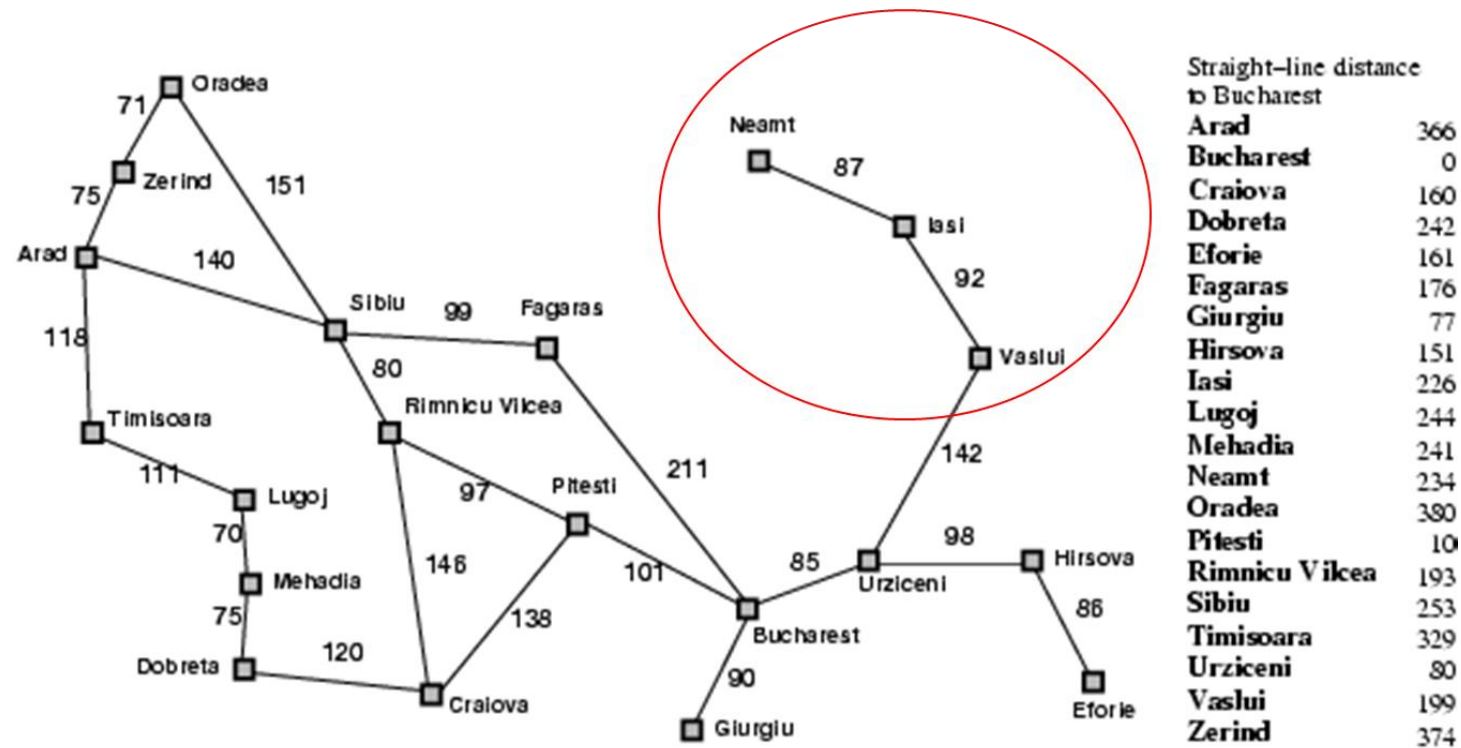 Oradea
71
Zerind
151
75
Arad
140
Sibiu
99
Fagaras
118
80
Rimnicu Vilcea
Timisoara
111
Lugoj
97
Pitesti
211
70
146
101
Mehadia
75
138
Dobreta
120
Craiova
Bucharest
90
Giurgiu
85
Urziceni
98
Hirsova
86
Eforie
142
Vaslui
92
Iasi
87
Neamt
Straight-line distance
to Bucharest
Arad 366
Bucharest 0
Craiova 160
Dobreta 242
Eforie 161
Fagaras 176
Giurgiu 77
Hirsova 151
Iasi 226
Lugoj 244
Mehadia 241
Neamt 234
Oradea 380
Pitesti
Rimnicu Vilcea 193
Sibiu 253
Timisoara 329
Urziceni 80
Vaslui 199
Zerind 374